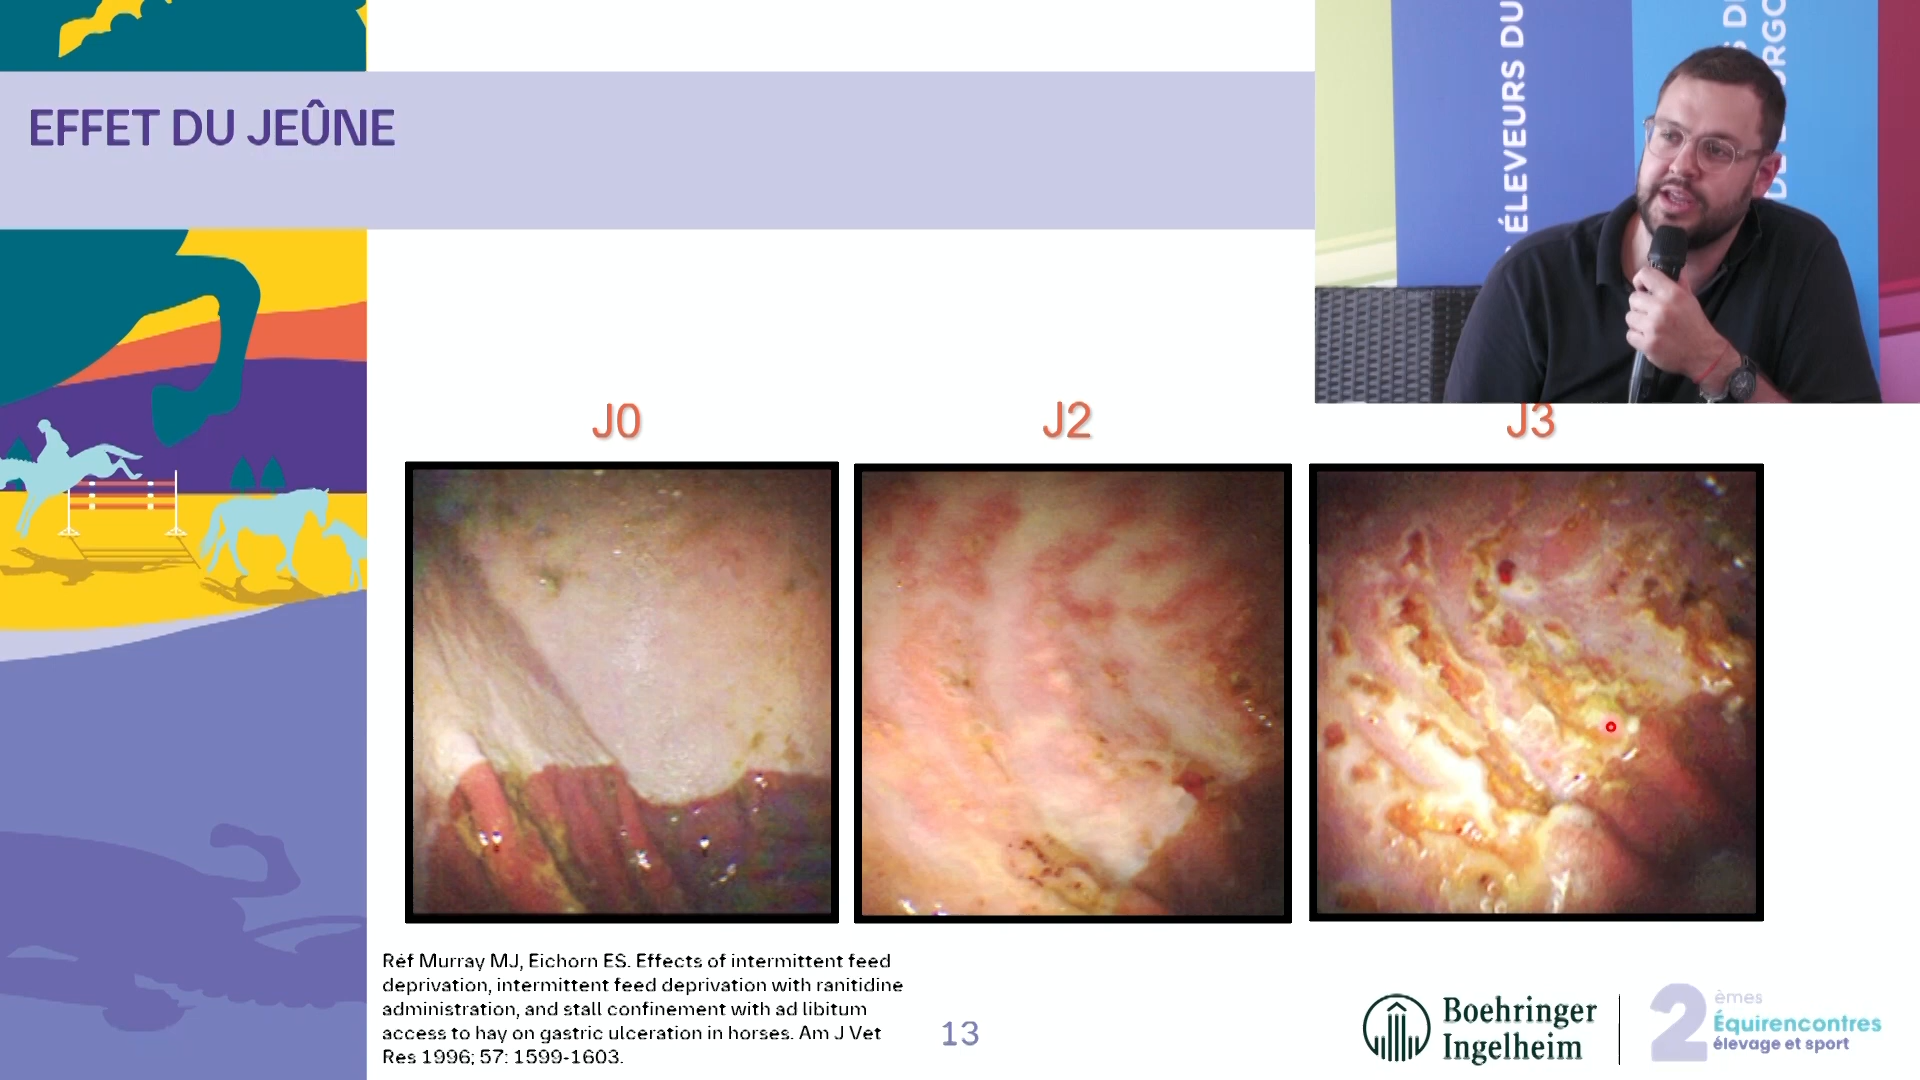 EFFET DU JEÛNE
ÉLEVEURS DU
J0
J2
J3
Réf Murray MJ, Eichorn ES. Effects of intermittent feed
deprivation, intermittent feed deprivation with ranitidine
administration, and stall confinement with ad libitum
access to hay on gastric ulceration in horses. Am J Vet
Res 1996; 57: 1599-1603.
13
Boehringer
Ingelheim
2
èmes
Équirencontres
élevage et sport